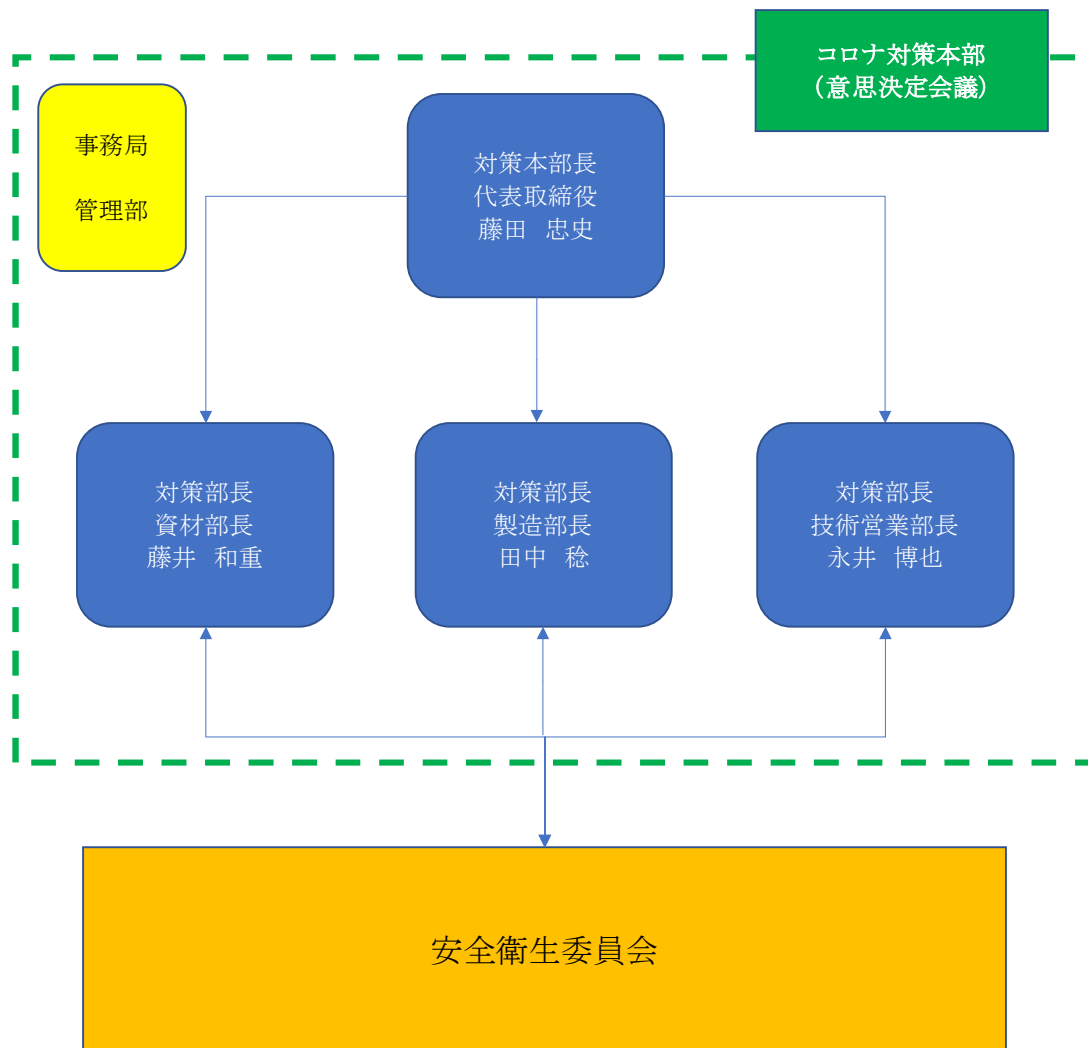 コロナ対策本部
(意思決定会議)
事務局
管理部
対策本部長
代表取締役
藤田 忠史
対策部長
資材部長
藤井 和重
対策部長
製造部長
田中 稔
対策部長
技術営業部長
永井 博也
安全衛生委員会